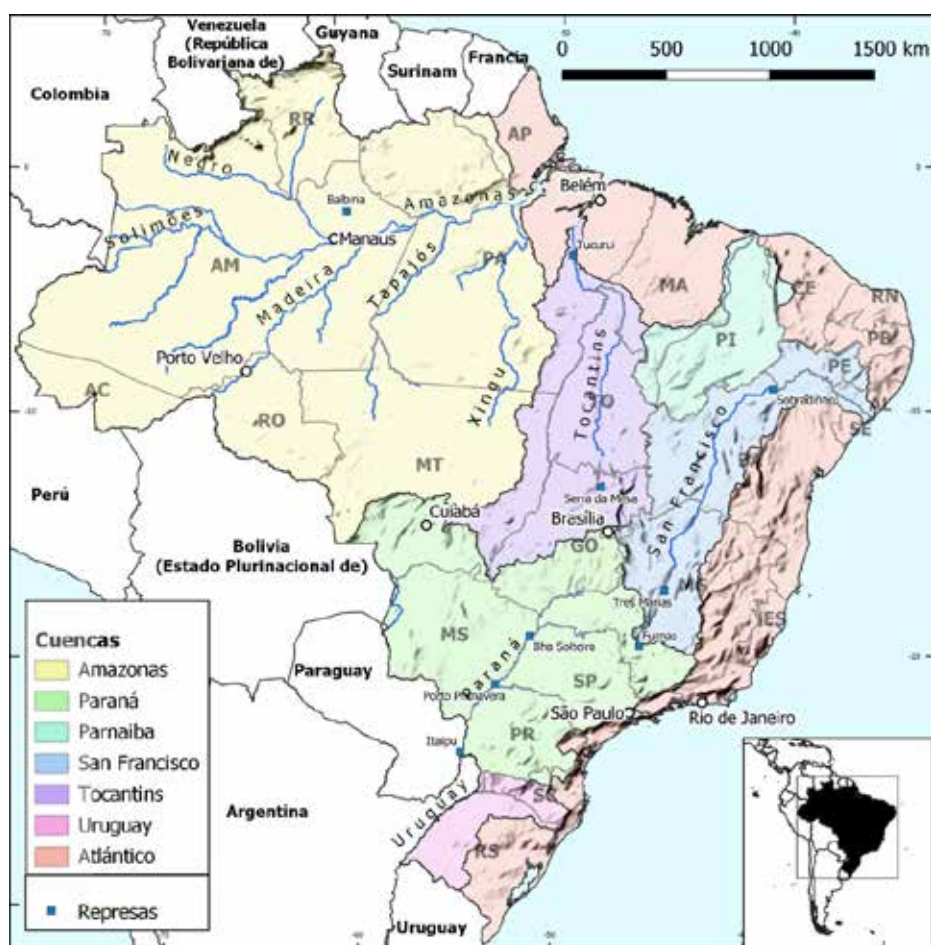 Venezuela
(República
Bolivariana de)
Guyana
Surinam
Francia
Colombia
0 500 1000 1500 km
RR
AP
Negro
Belém
Balbina
Amazonas
Solimões
Manaus
Tucuruí
AM
Madeira
Tapajós
PA
MA
CE
RN
PB
PI
PE
Porto Velho
AC
RO
Xingu
Tocantins
TO
Sobradinho
SE
MT
San Francisco
Perú
Serra da Mesa
Cuiabá
Brasília
GO
Bolivia
(Estado Plurinacional de)
MG
Tres Marias
ES
MS
Furnas
Ilha Solteira
Paraná
Paraguay
SP
Porto Primavera
São Paulo
Rio de Janeiro
PR
Itaipu
SC
Uruguay
Argentina
RS
Uruguay
Cuencas
Amazonas
Paraná
Parnaiba
San Francisco
Tocantins
Uruguay
Atlántico
Represas